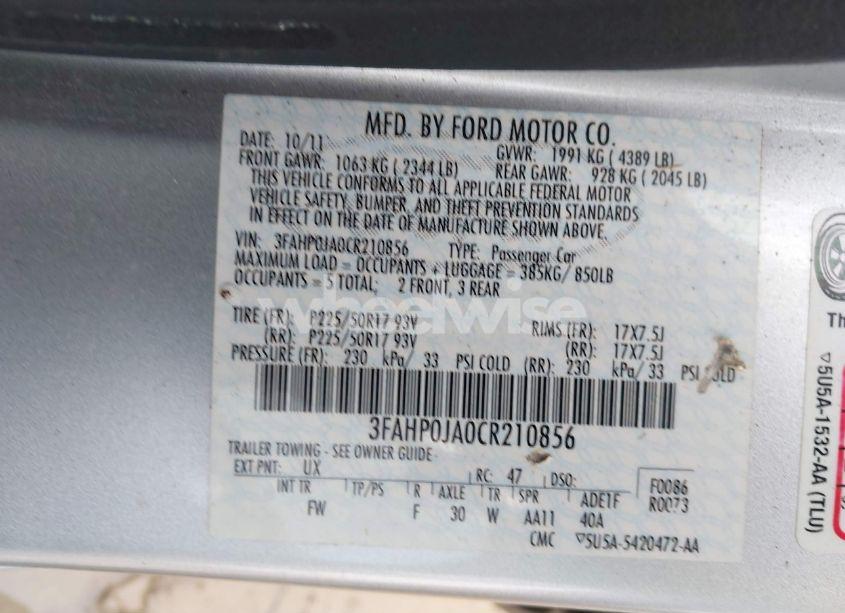 MFD. BY FORD MOTOR CO.
DATE: 10/11 GVWR: 1991 KG ( 4389 LB)
FRONT GAWR: 1063 KG ( 2344 LB) REAR GAWR: 928 KG ( 2045 LB)
THIS VEHICLE CONFORMS TO ALL APPLICABLE FEDERAL MOTOR
VEHICLE SAFETY, BUMPER, AND THEFT PREVENTION STANDARDS
IN EFFECT ON THE DATE OF MANUFACTURE SHOWN ABOVE.
VIN: 3FAHP0JA0CR210856 TYPE: Passenger Car
MAXIMUM LOAD = OCCUPANTS + LUGGAGE = 385KG/ 850LB
OCCUPANTS = 5 TOTAL; 2 FRONT, 3 REAR
wheelwise
TIRE (FR): P225/50R17 93V RIMS (FR): 17X7.5J
(RR): P225/50R17 93V (RR): 17X7.5J
PRESSURE (FR): 230 kPa/ 33 PSI COLD (RR): 230 kPa/ 33 PSI COLD
3FAHP0JA0CR210856
TRAILER TOWING - SEE OWNER GUIDE -
EXT PNT: UX RC: 47 DSO: F0086
INT TR TP/PS R AXLE TR SPR ADE1F R0073
FW F 30 W AA11 40A
CMC ▽5U5A-5420472-AA
Th
▽5U5A-1532-AA (TLU)